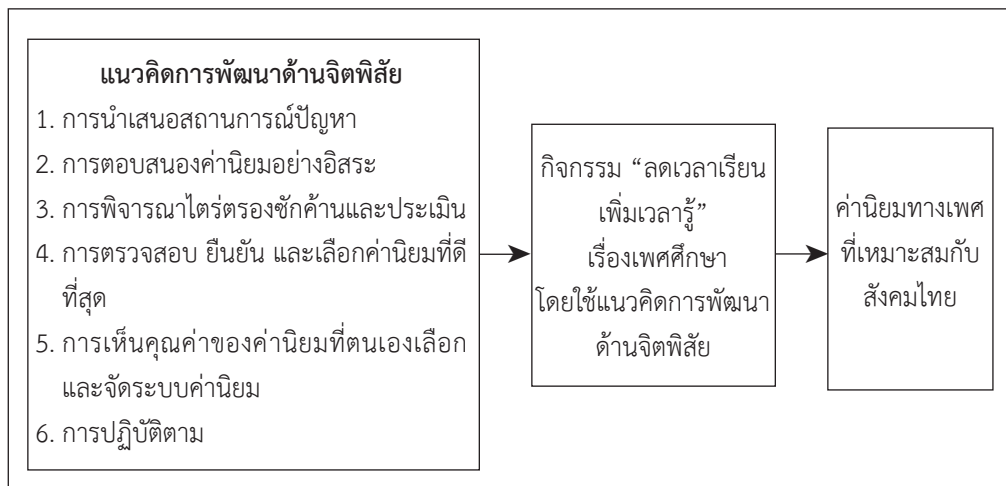 แนวคิดการพัฒนาด้านจิตพิสัย
1. การนำเสนอสถานการณ์ปัญหา
2. การตอบสนองค่านิยมอย่างอิสระ
3. การพิจารณาไตร่ตรองซักค้านและประเมิน
4. การตรวจสอบ ยืนยัน และเลือกค่านิยมที่ดี
ที่สุด
5. การเห็นคุณค่าของค่านิยมที่ตนเองเลือก
และจัดระบบค่านิยม
6. การปฏิบัติตาม
กิจกรรม “ลดเวลาเรียน
เพิ่มเวลารู้”
เรื่องเพศศึกษา
โดยใช้แนวคิดการพัฒนา
ด้านจิตพิสัย
ค่านิยมทางเพศ
ที่เหมาะสมกับ
สังคมไทย